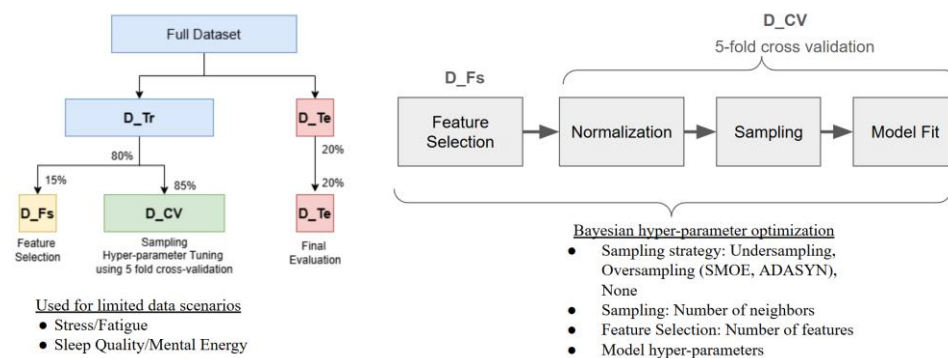 Full Dataset
D_Tr
D_Te
80%
20%
15%
85%
20%
D_Fs
D_CV
D_Te
Feature
Selection
Sampling
Hyper-parameter Tuning
using 5 fold cross-validation
Final
Evaluation
Used for limited data scenarios
● Stress/Fatigue
● Sleep Quality/Mental Energy
D_CV
5-fold cross validation
D_Fs
Feature
Selection
Normalization
Sampling
Model Fit
Bayesian hyper-parameter optimization
● Sampling strategy: Undersampling,
Oversampling (SMOE, ADASYN),
None
● Sampling: Number of neighbors
● Feature Selection: Number of features
● Model hyper-parameters